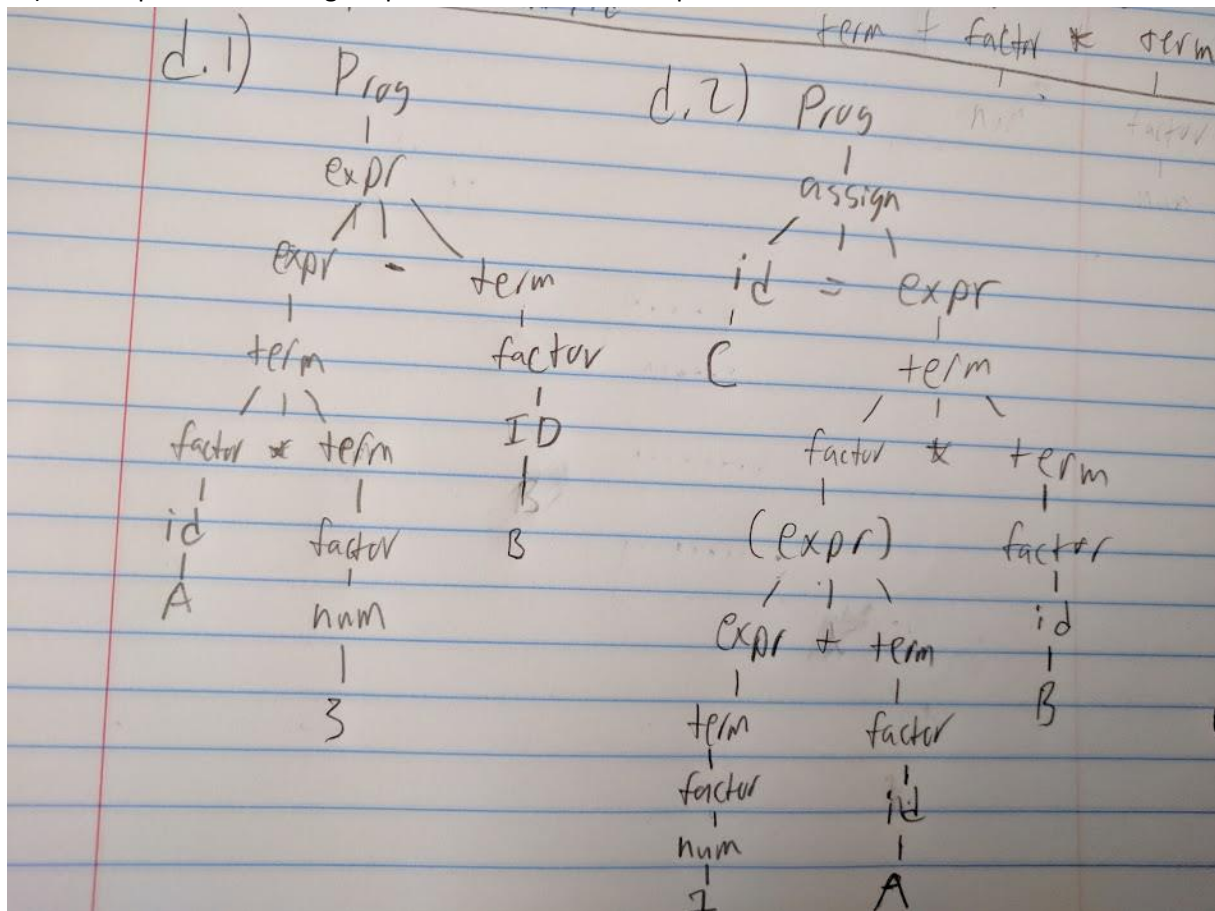 term + factor * term
d.1) Prog
d.2) Prog
expr
assign
expr - term
id = expr
term factor
C term
factor * term ID
factor * term
id factor B
(expr) factor
A num
expr + term id
3
term factor B
factor id
num A
1